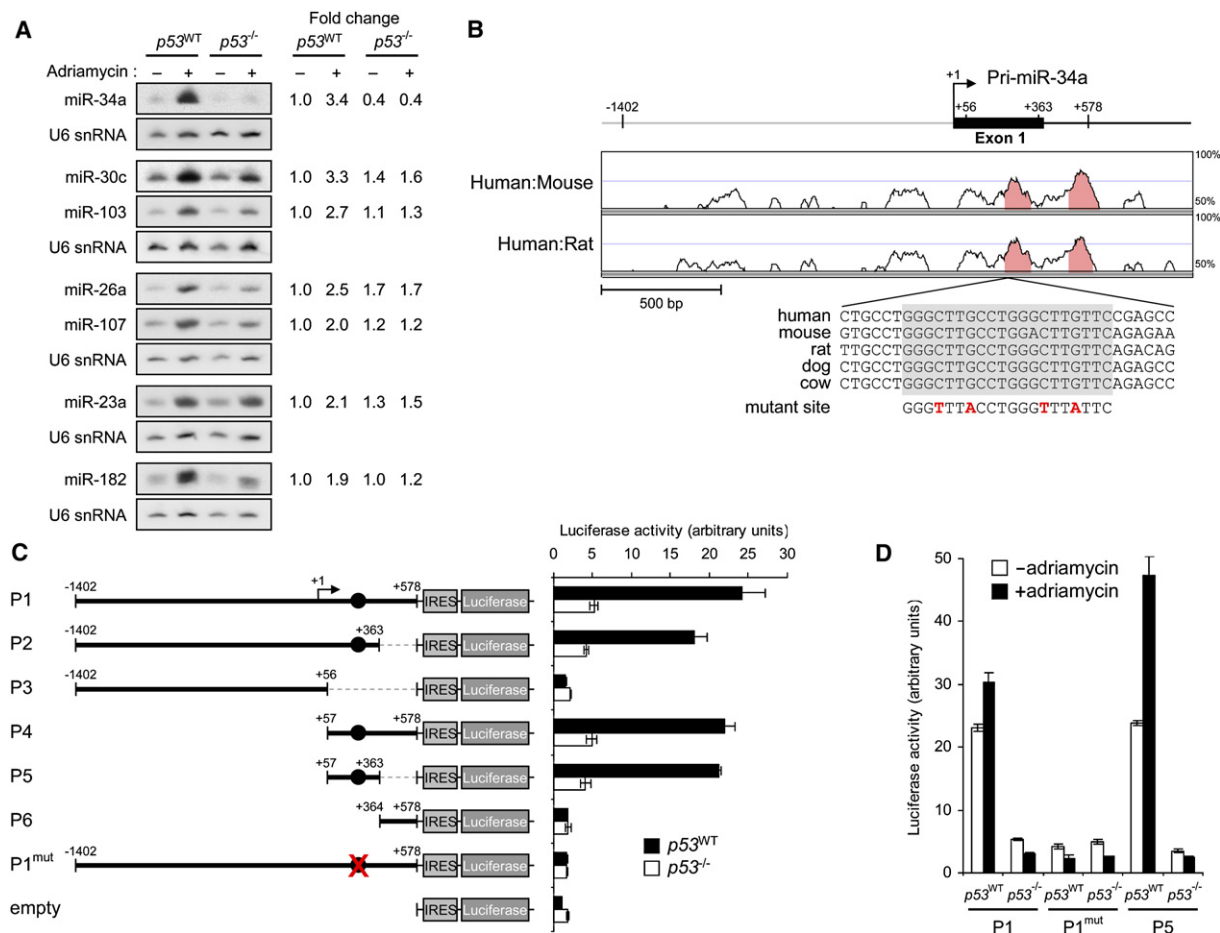 A
Fold change
p53WT p53-/- p53WT p53-/-
Adriamycin : – + – + – + – +
miR-34a 1.0 3.4 0.4 0.4
U6 snRNA
miR-30c 1.0 3.3 1.4 1.6
miR-103 1.0 2.7 1.1 1.3
U6 snRNA
miR-26a 1.0 2.5 1.7 1.7
miR-107 1.0 2.0 1.2 1.2
U6 snRNA
miR-23a 1.0 2.1 1.3 1.5
U6 snRNA
miR-182 1.0 1.9 1.0 1.2
U6 snRNA
B
+1 Pri-miR-34a
-1402 +56 +363 +578
Exon 1
Human:Mouse 100% 50%
Human:Rat 100% 50%
500 bp
human CTGCCTGGGCTTGCCTGGGCTTGTTCCGAGCC
mouse GTGCCTGGGCTTGCCTGGACTTGTTCAGAGAA
rat TTGCCTGGGCTTGCCTGGGCTTGTTCAGACAG
dog CTGCCTGGGCTTGCCTGGGCTTGTTCAGAGCC
cow CTGCCTGGGCTTGCCTGGGCTTGTTCAGAGCC
mutant site GGGTTTACCTGGGTTTATTC
C
Luciferase activity (arbitrary units)
0 5 10 15 20 25 30
P1 -1402 +1 +578 IRES Luciferase
P2 -1402 +363 IRES Luciferase
P3 -1402 +56 IRES Luciferase
P4 +57 +578 IRES Luciferase
P5 +57 +363 IRES Luciferase
P6 +364 +578 IRES Luciferase
P1mut -1402 X +578 IRES Luciferase
empty IRES Luciferase
p53WT
p53-/-
D
–adriamycin
+adriamycin
Luciferase activity (arbitrary units)
50
40
30
20
10
0
p53WT p53-/- p53WT p53-/- p53WT p53-/-
P1 P1mut P5